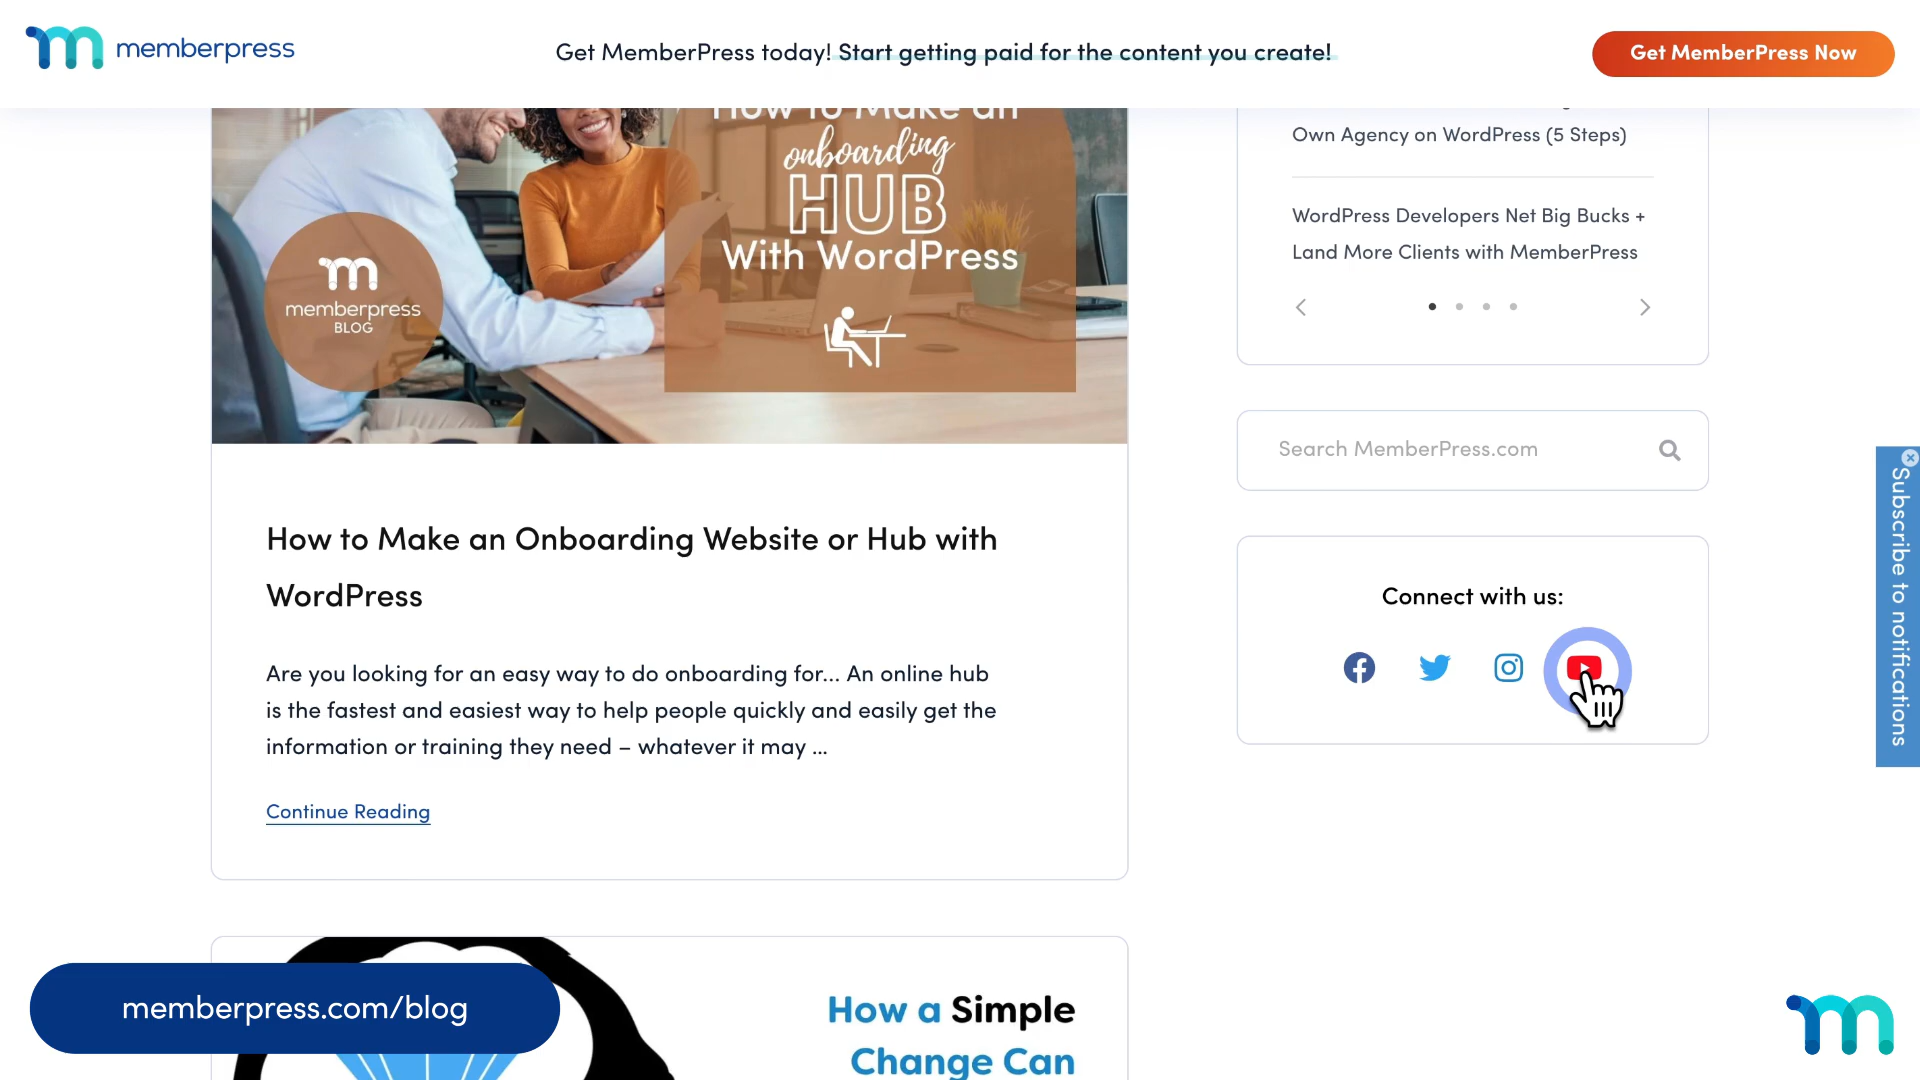 memberpress
Get MemberPress today! Start getting paid for the content you create!
Get MemberPress Now
How to Make an
onboarding
HUB
With WordPress
memberpress
BLOG
How to Make an Onboarding Website or Hub with
WordPress
Are you looking for an easy way to do onboarding for... An online hub
is the fastest and easiest way to help people quickly and easily get the
information or training they need – whatever it may ...
Continue Reading
How a Simple
Change Can
memberpress.com/blog
Own Agency on WordPress (5 Steps)
WordPress Developers Net Big Bucks +
Land More Clients with MemberPress
Search MemberPress.com
Connect with us:
Subscribe to notifications